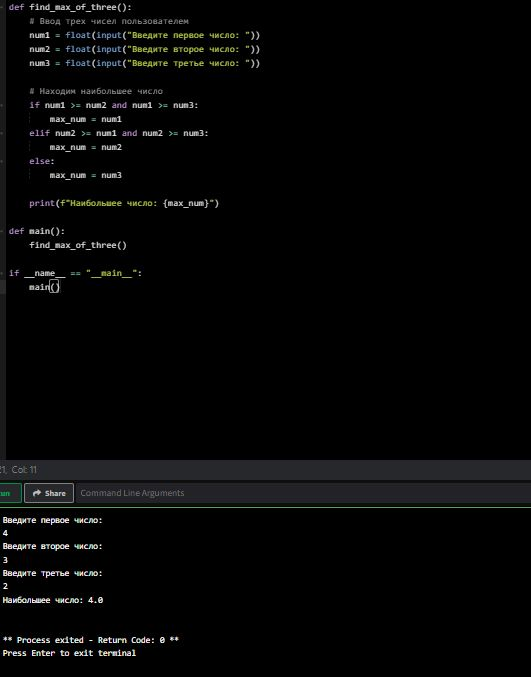 def find_max_of_three():
    # Ввод трех чисел пользователем
    num1 = float(input("Введите первое число: "))
    num2 = float(input("Введите второе число: "))
    num3 = float(input("Введите третье число: "))

    # Находим наибольшее число
    if num1 >= num2 and num1 >= num3:
        max_num = num1
    elif num2 >= num1 and num2 >= num3:
        max_num = num2
    else:
        max_num = num3

    print(f"Наибольшее число: {max_num}")

def main():
    find_max_of_three()

if __name__ == "__main__":
    main()
21, Col: 11
Share Command Line Arguments
Введите первое число:
4
Введите второе число:
3
Введите третье число:
2
Наибольшее число: 4.0

** Process exited - Return Code: 0 **
Press Enter to exit terminal